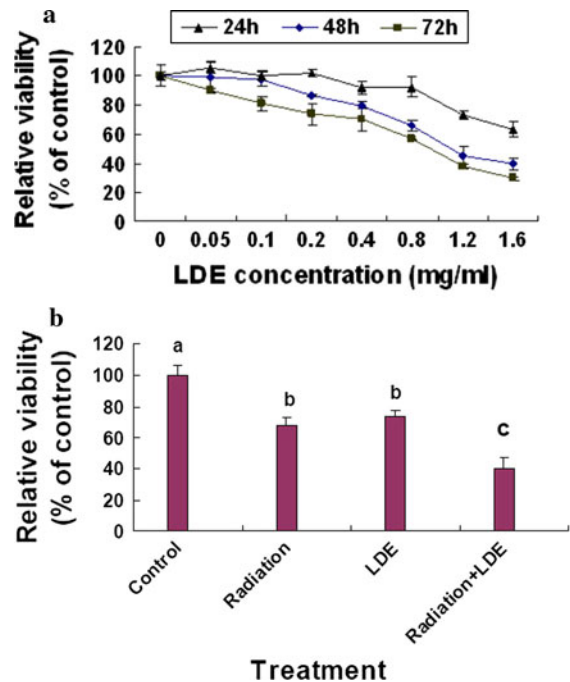 a
24h 48h 72h
Relative viability
(% of control)
120
100
80
60
40
20
0
0 0.05 0.1 0.2 0.4 0.8 1.2 1.6
LDE concentration (mg/ml)
b
Relative viability
(% of control)
120
100
80
60
40
20
0
a
b
b
c
Control
Radiation
LDE
Radiation+LDE
Treatment